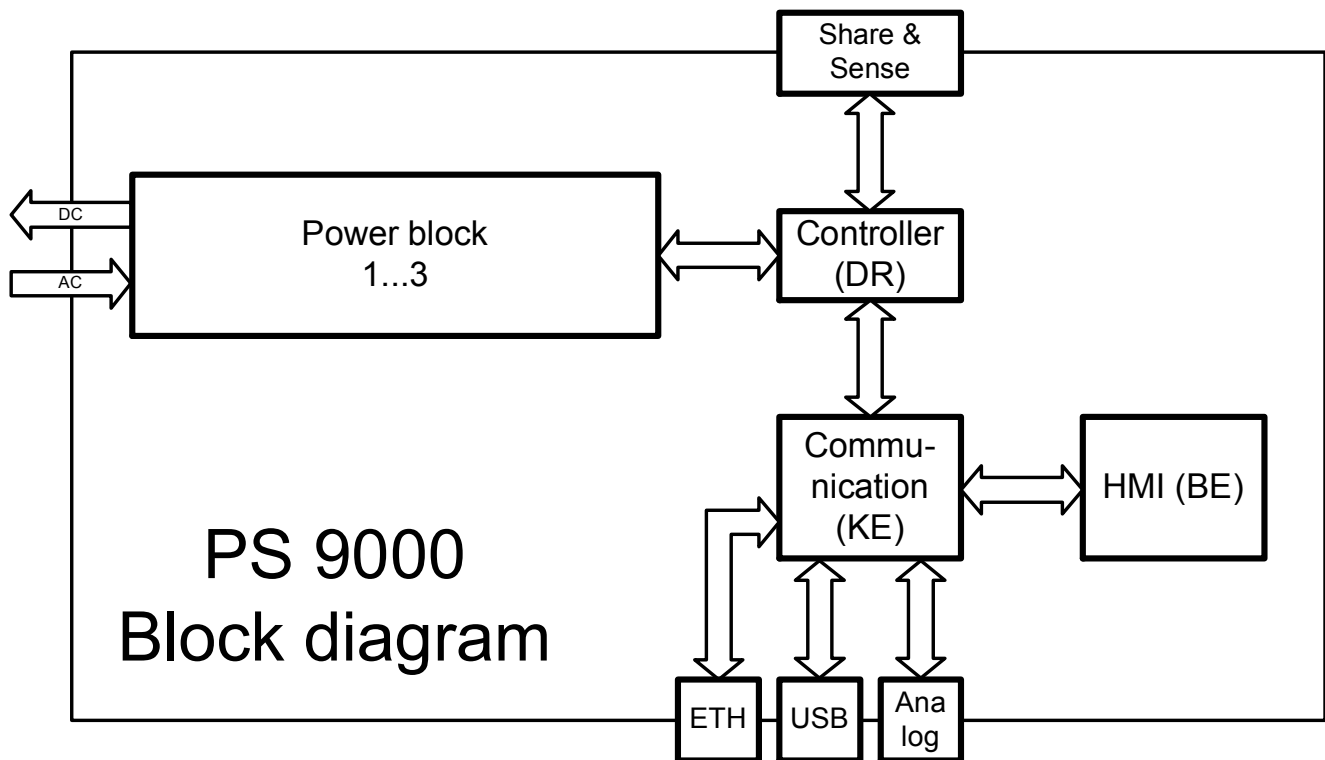 Share &
Sense
DC
AC
Power block
1...3
Controller
(DR)
Commu-
nication
(KE)
HMI (BE)
PS 9000
Block diagram
ETH
USB
Ana
log